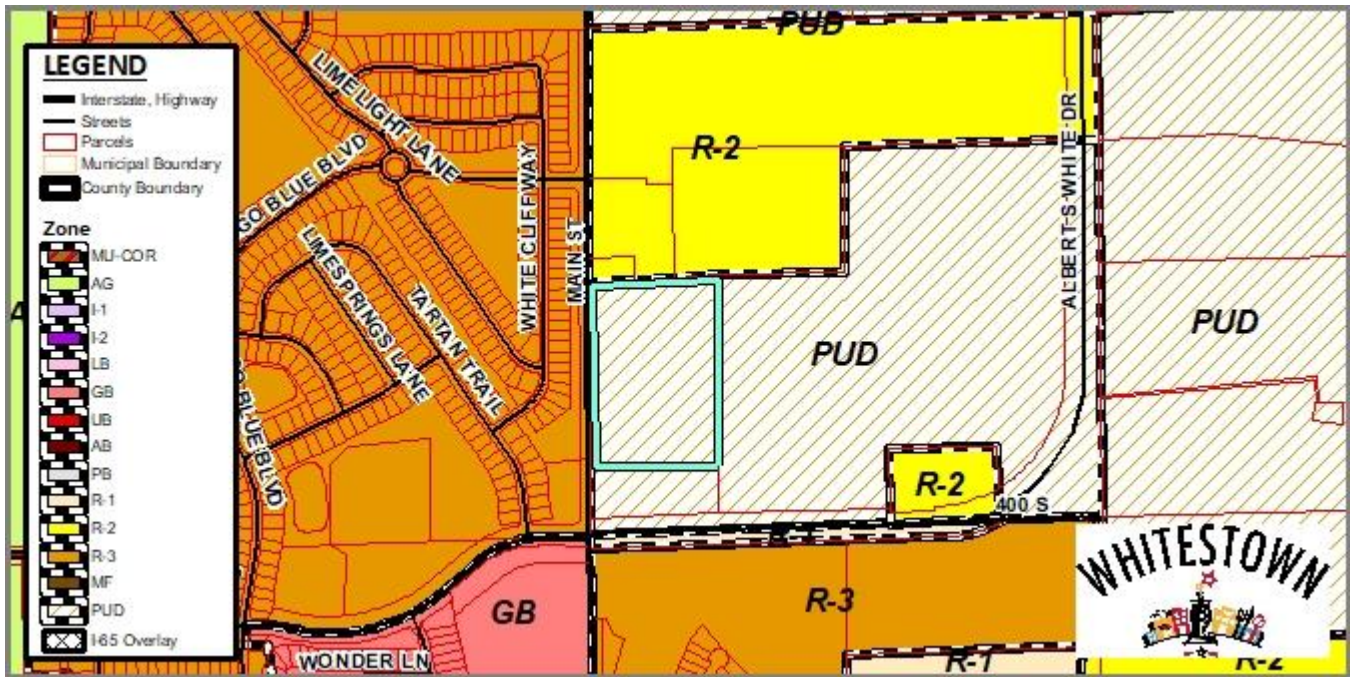 LEGEND
Interstate, Highway
Streets
Parcels
Municipal Boundary
County Boundary
Zone
MU-COR
AG
I-1
I-2
LB
GB
UB
AB
PB
R-1
R-2
R-3
MF
PUD
I-65 Overlay
PUD
LIMELIGHT LANE
GO BLUE BLVD
WHITE CLIFF WAY
MAIN ST
R-2
ALBERT S WHITE DR
LIMESPRINGS LANE
TARTAN TRAIL
PUD
PUD
BLUE BLVD
R-2
400 S
R-3
GB
WONDER LN
R-1
R-2
WHITESTOWN